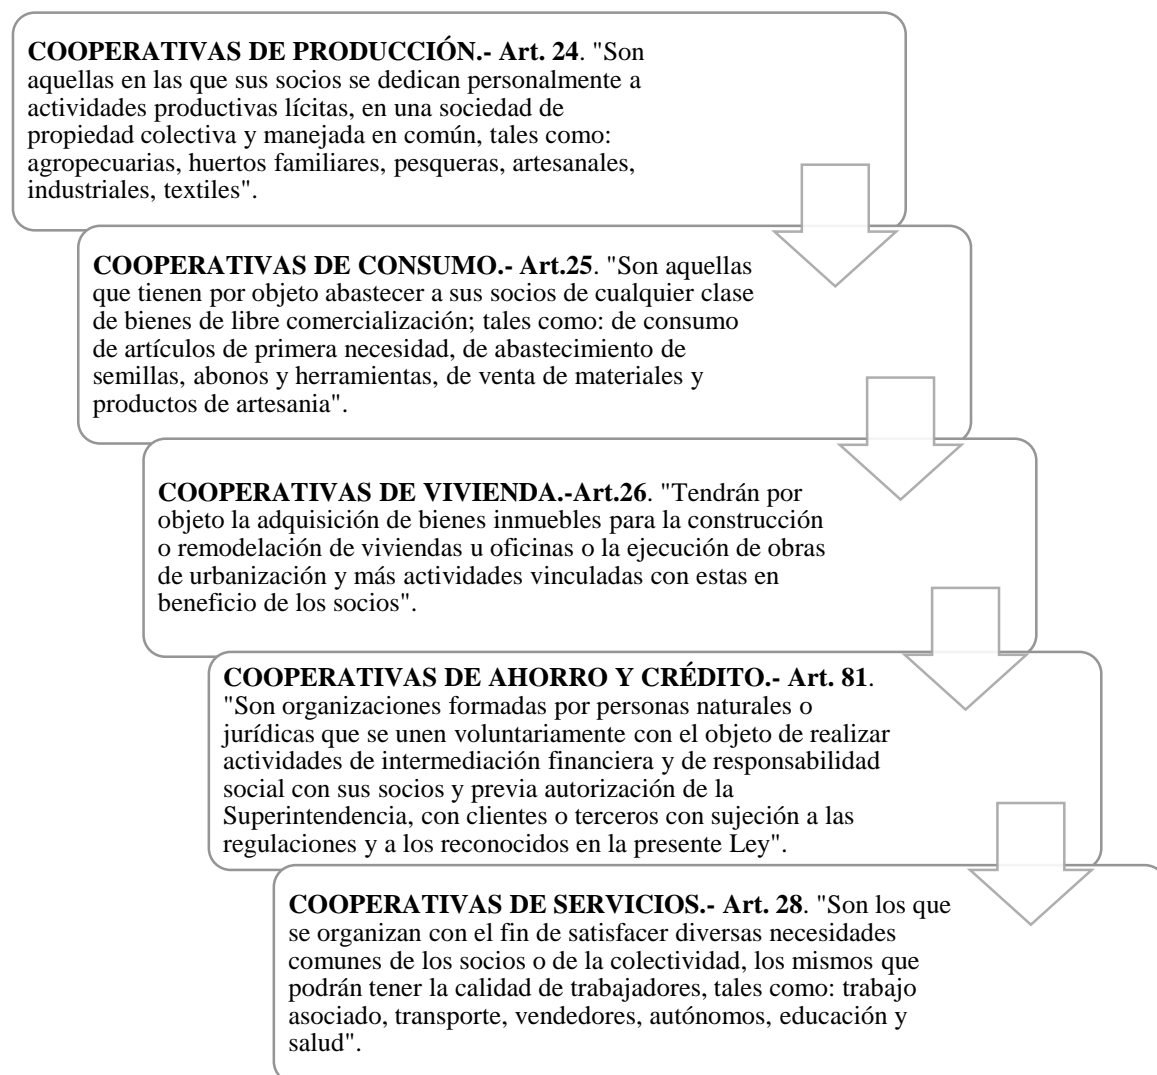 COOPERATIVAS DE PRODUCCIÓN.- Art. 24. "Son
aquellas en las que sus socios se dedican personalmente a
actividades productivas lícitas, en una sociedad de
propiedad colectiva y manejada en común, tales como:
agropecuarias, huertos familiares, pesqueras, artesanales,
industriales, textiles".
COOPERATIVAS DE CONSUMO.- Art.25. "Son aquellas
que tienen por objeto abastecer a sus socios de cualquier clase
de bienes de libre comercialización; tales como: de consumo
de artículos de primera necesidad, de abastecimiento de
semillas, abonos y herramientas, de venta de materiales y
productos de artesania".
COOPERATIVAS DE VIVIENDA.-Art.26. "Tendrán por
objeto la adquisición de bienes inmuebles para la construcción
o remodelación de viviendas u oficinas o la ejecución de obras
de urbanización y más actividades vinculadas con estas en
beneficio de los socios".
COOPERATIVAS DE AHORRO Y CRÉDITO.- Art. 81.
"Son organizaciones formadas por personas naturales o
jurídicas que se unen voluntariamente con el objeto de realizar
actividades de intermediación financiera y de responsabilidad
social con sus socios y previa autorización de la
Superintendencia, con clientes o terceros con sujeción a las
regulaciones y a los reconocidos en la presente Ley".
COOPERATIVAS DE SERVICIOS.- Art. 28. "Son los que
se organizan con el fin de satisfacer diversas necesidades
comunes de los socios o de la colectividad, los mismos que
podrán tener la calidad de trabajadores, tales como: trabajo
asociado, transporte, vendedores, autónomos, educación y
salud".